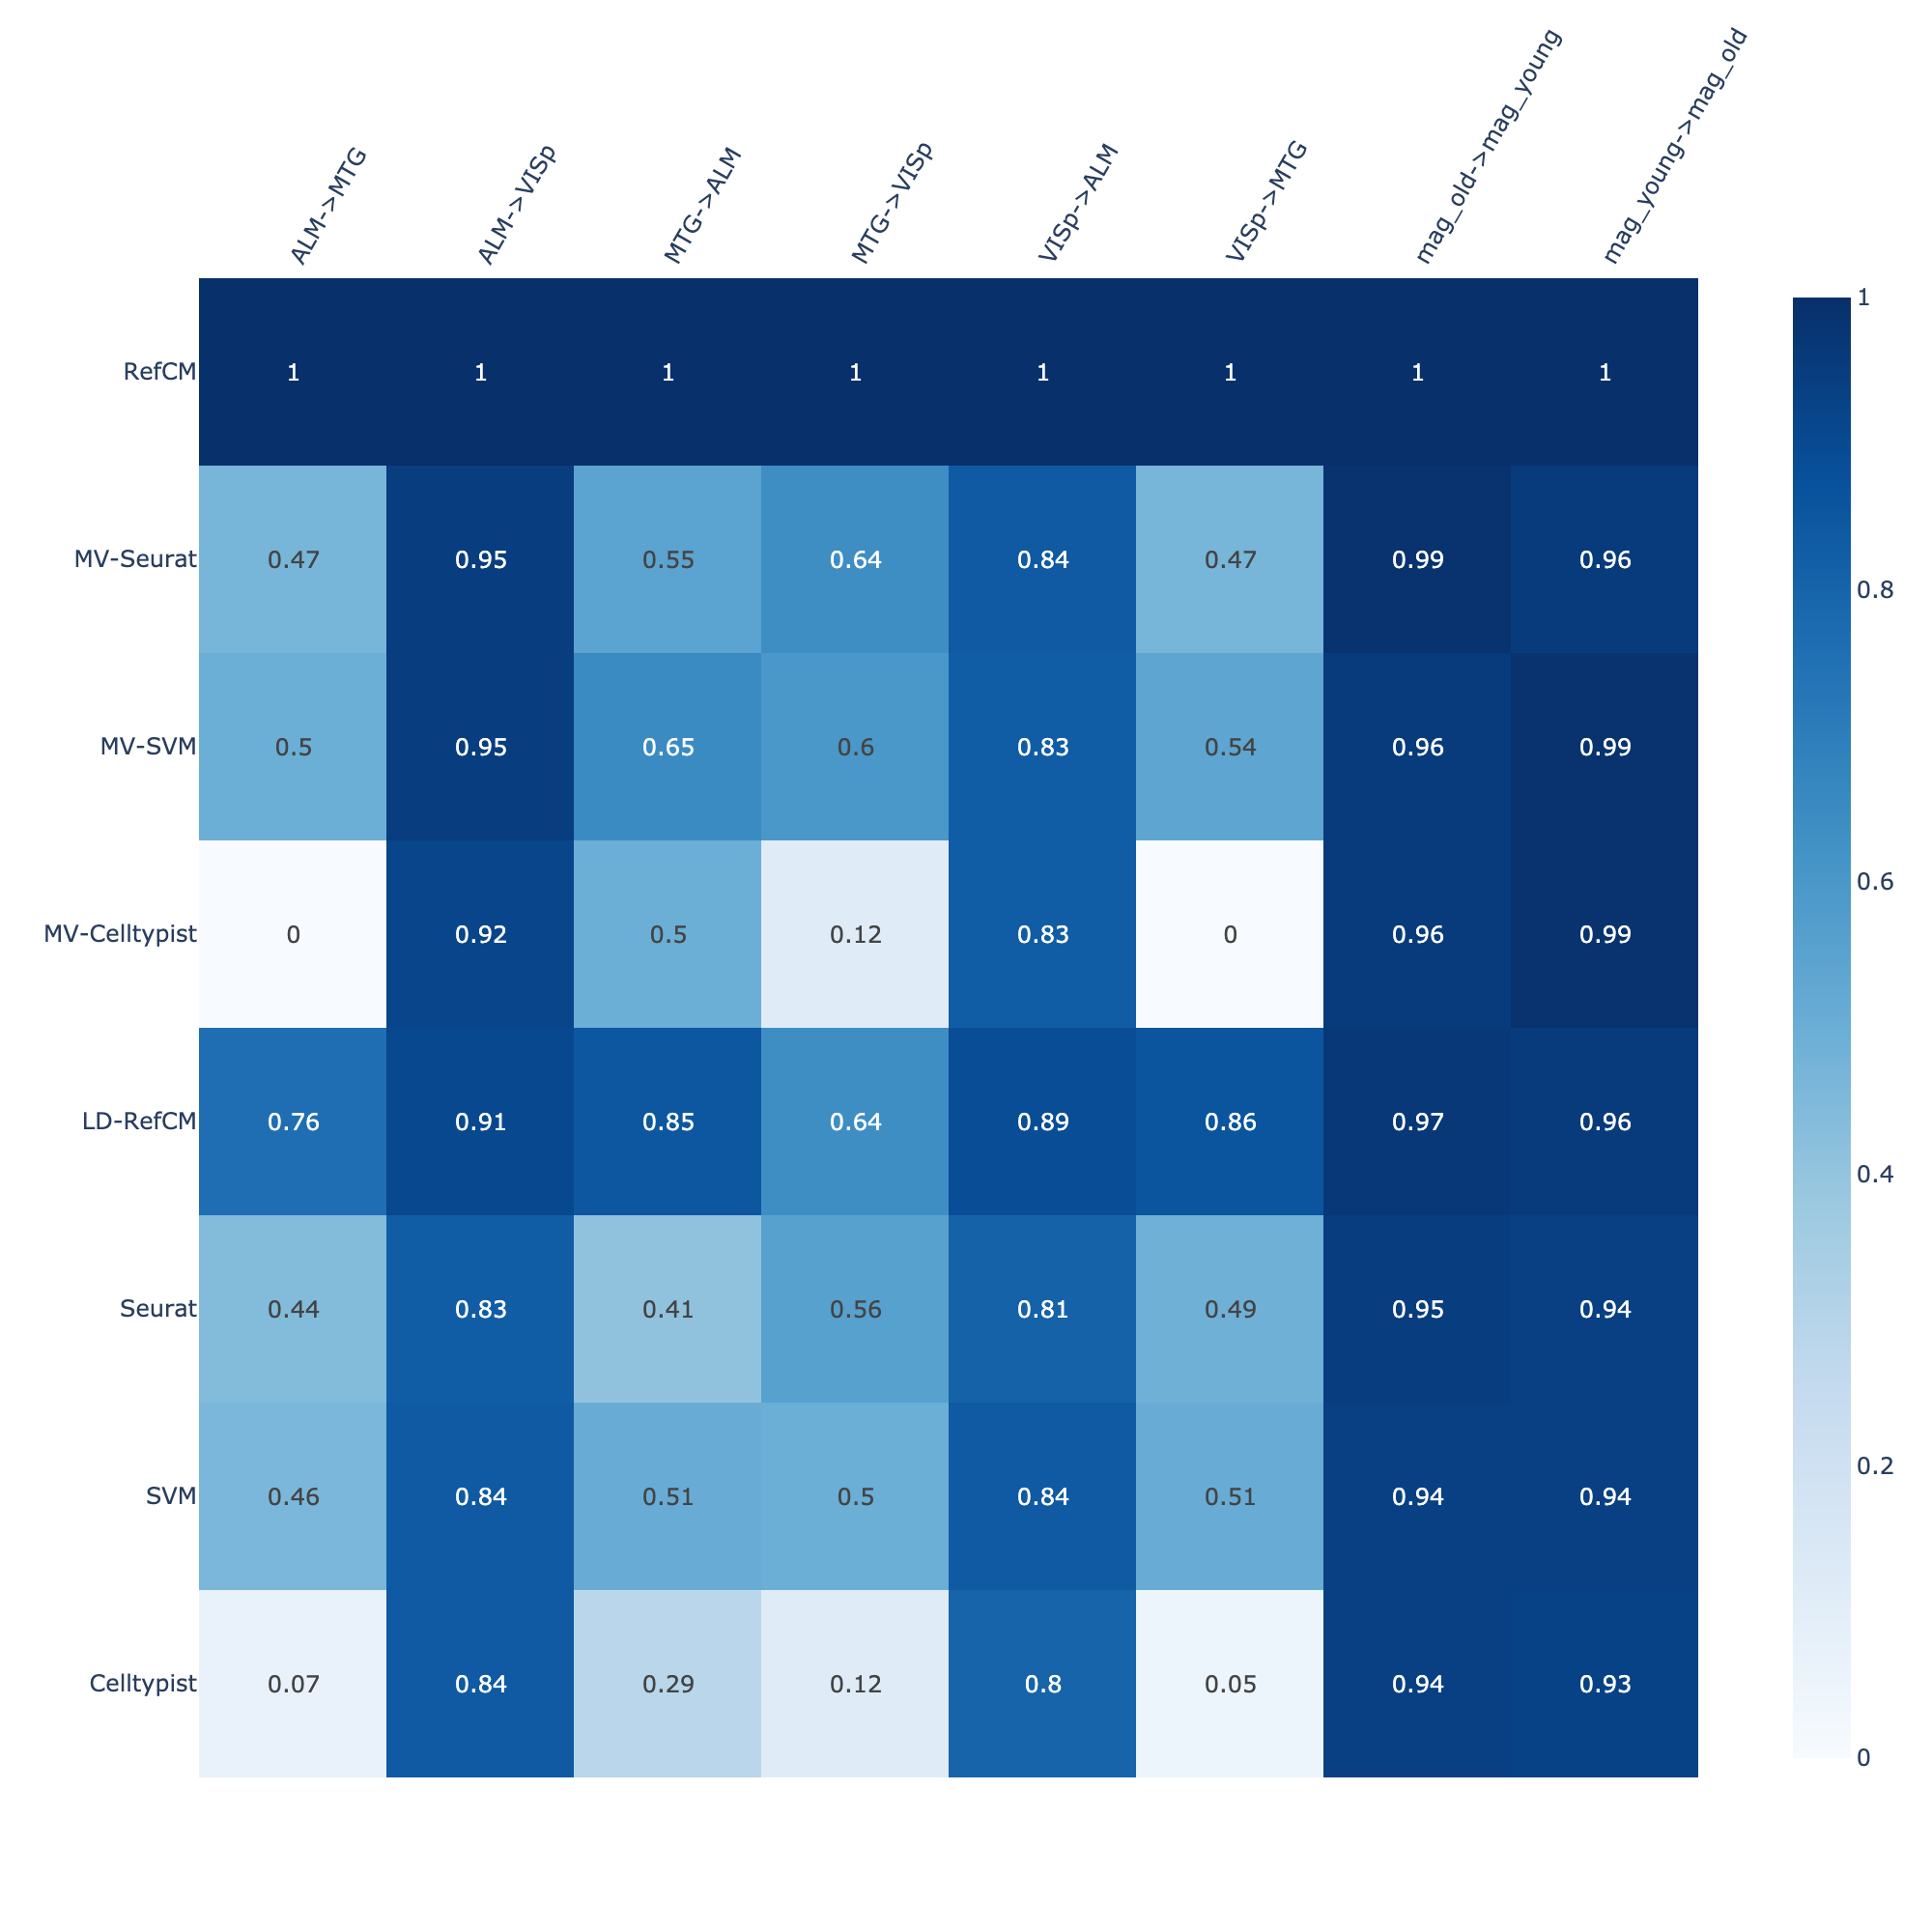 ALM->MTG ALM->VISp MTG->ALM MTG->VISp VISp->ALM VISp->MTG mag_old->mag_young mag_young->mag_old
RefCM 1 1 1 1 1 1 1 1
MV-Seurat 0.47 0.95 0.55 0.64 0.84 0.47 0.99 0.96
MV-SVM 0.5 0.95 0.65 0.6 0.83 0.54 0.96 0.99
MV-Celltypist 0 0.92 0.5 0.12 0.83 0 0.96 0.99
LD-RefCM 0.76 0.91 0.85 0.64 0.89 0.86 0.97 0.96
Seurat 0.44 0.83 0.41 0.56 0.81 0.49 0.95 0.94
SVM 0.46 0.84 0.51 0.5 0.84 0.51 0.94 0.94
Celltypist 0.07 0.84 0.29 0.12 0.8 0.05 0.94 0.93
1
0.8
0.6
0.4
0.2
0